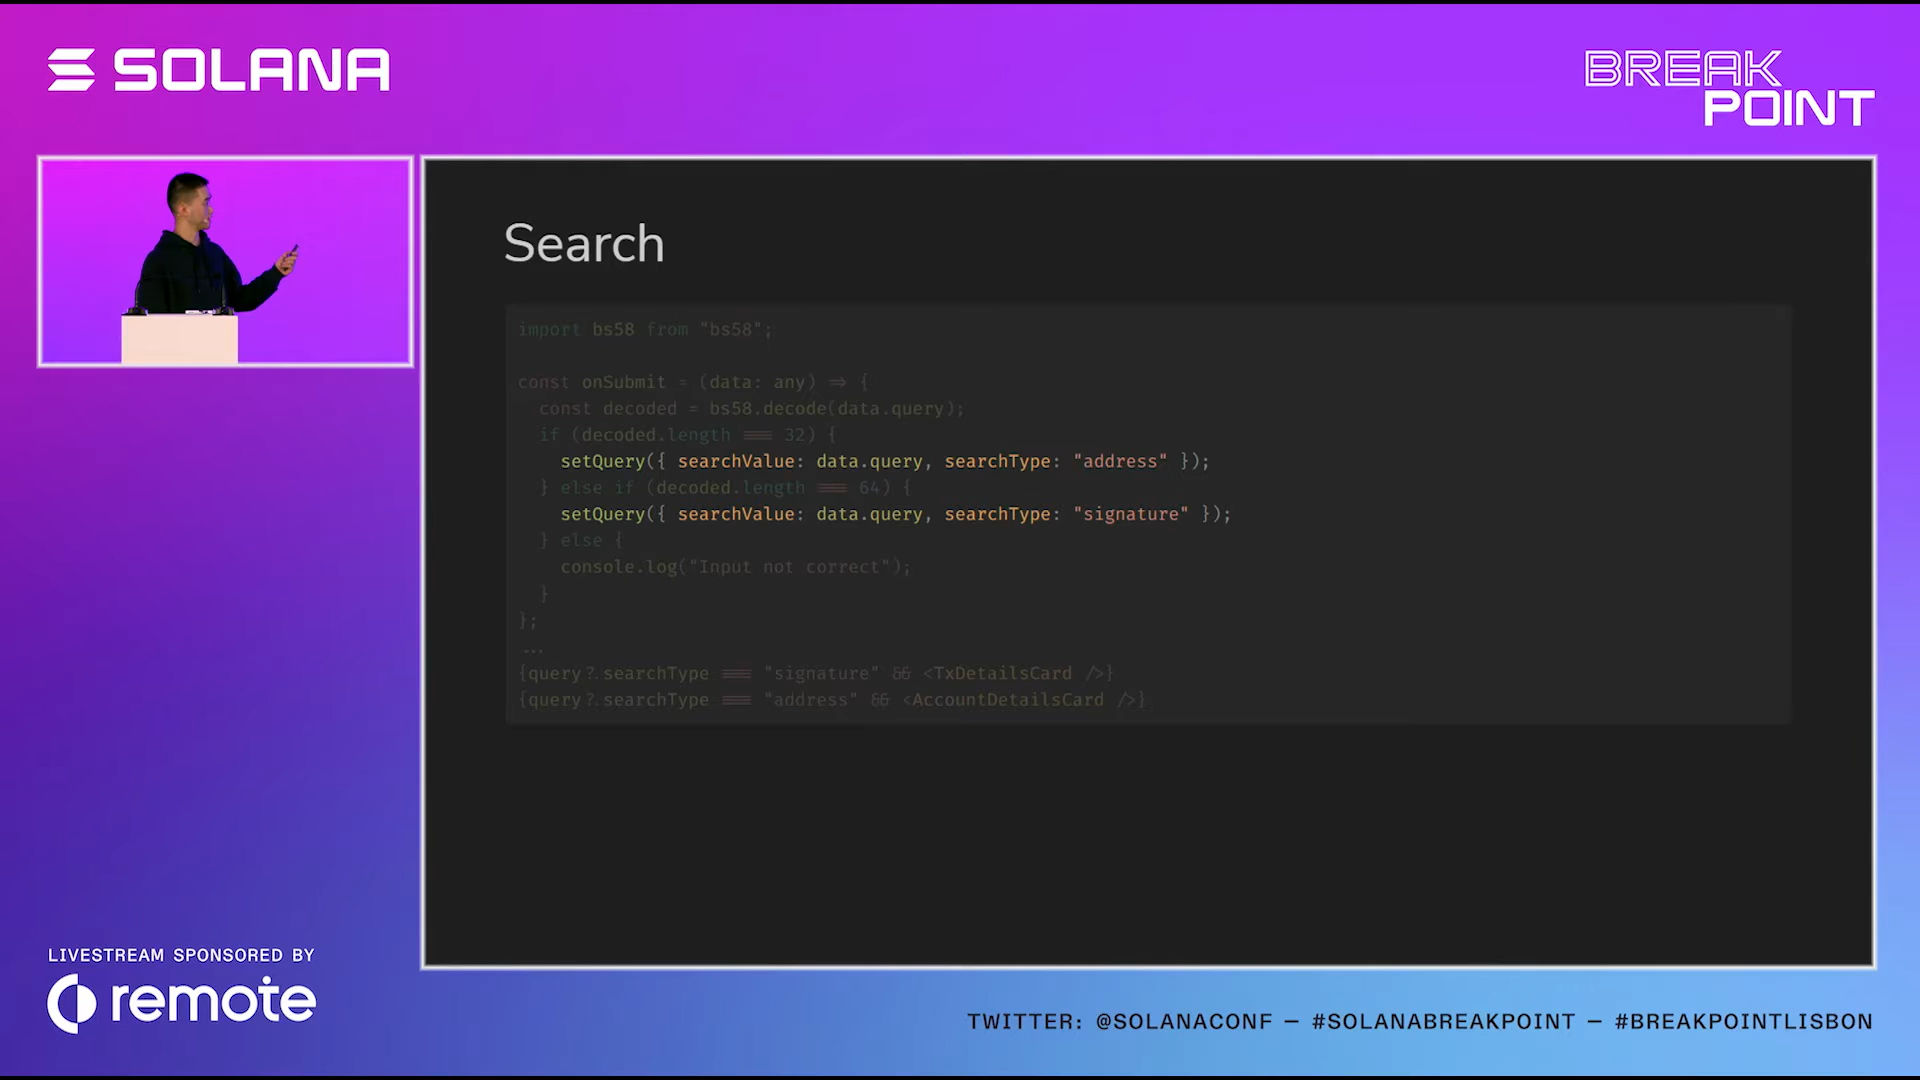 SOLANA
BREAK
POINT
Search
import bs58 from "bs58";
const onSubmit = (data: any) => {
  const decoded = bs58.decode(data.query);
  if (decoded.length === 32) {
    setQuery({ searchValue: data.query, searchType: "address" });
  } else if (decoded.length === 64) {
    setQuery({ searchValue: data.query, searchType: "signature" });
  } else {
    console.log("Input not correct");
  }
};
...
{query?.searchType === "signature" && <TxDetailsCard />}
{query?.searchType === "address" && <AccountDetailsCard />}
LIVESTREAM SPONSORED BY
remote
TWITTER: @SOLANACONF — #SOLANABREAKPOINT — #BREAKPOINTLISBON